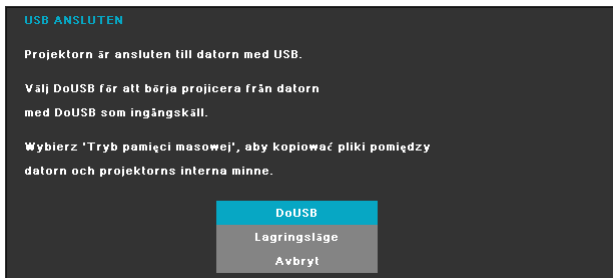 USB ANSLUTEN
Projektorn är ansluten till datorn med USB.
Välj DoUSB för att börja projicera från datorn
med DoUSB som ingångskäll.
Wybierz 'Tryb pamięci masowej', aby kopiować pliki pomiędzy
datorn och projektorns interna minne.
DoUSB
Lagringsläge
Avbryt